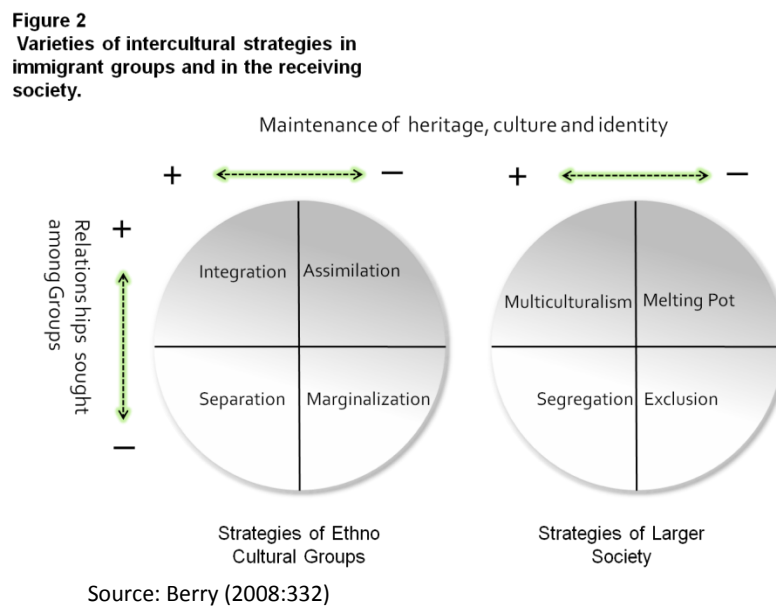 Figure 2
Varieties of intercultural strategies in
immigrant groups and in the receiving
society.
Maintenance of heritage, culture and identity
+ − + −
+
Relationships sought
among Groups
−
Integration Assimilation
Separation Marginalization
Multiculturalism Melting Pot
Segregation Exclusion
Strategies of Ethno
Cultural Groups
Strategies of Larger
Society
Source: Berry (2008:332)